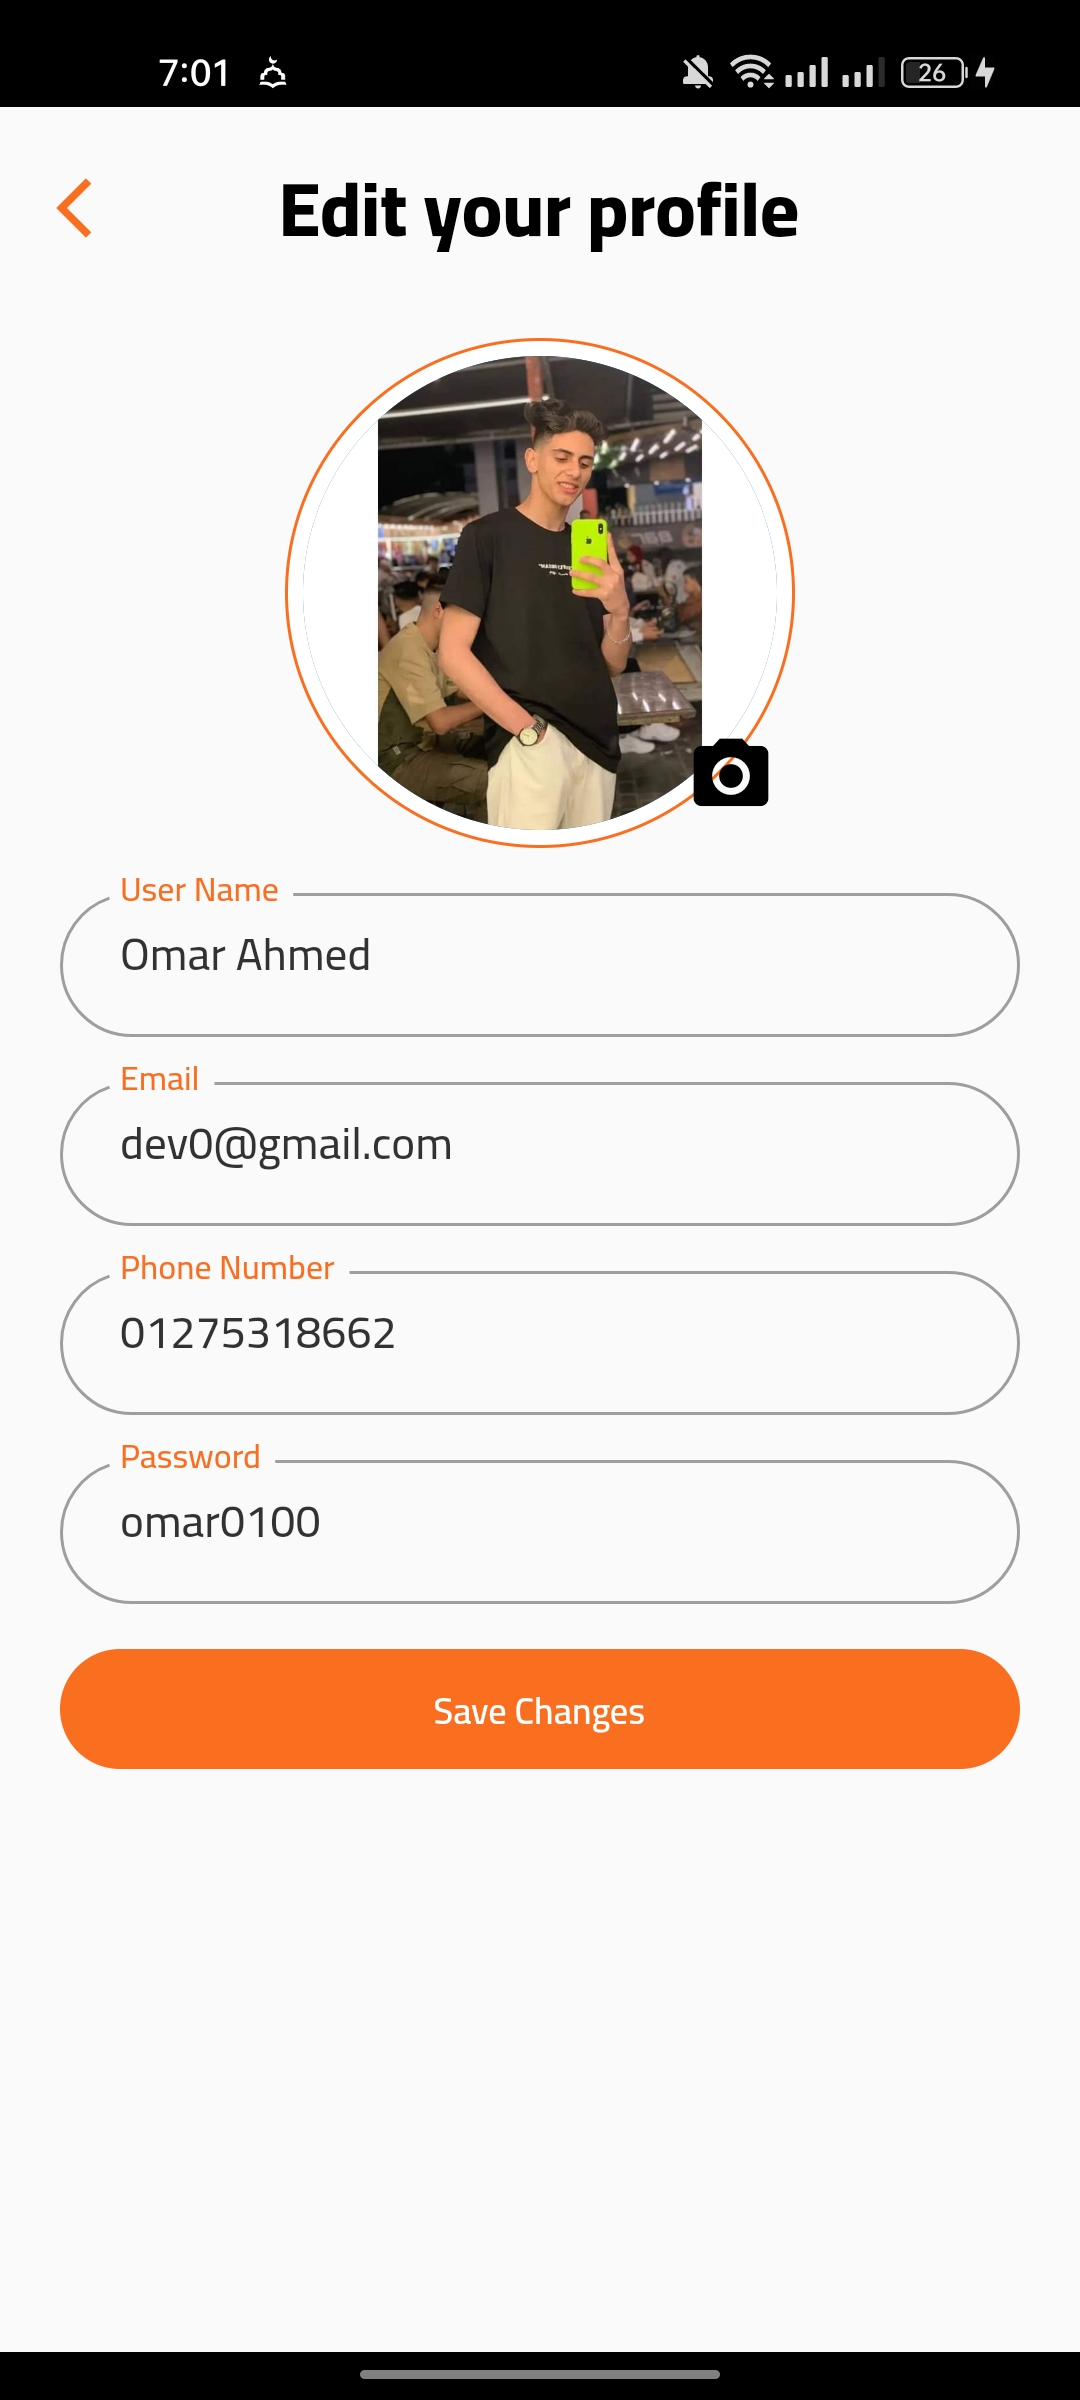 7:01
26
Edit your profile
User Name
Omar Ahmed
Email
dev0@gmail.com
Phone Number
01275318662
Password
omar0100
Save Changes